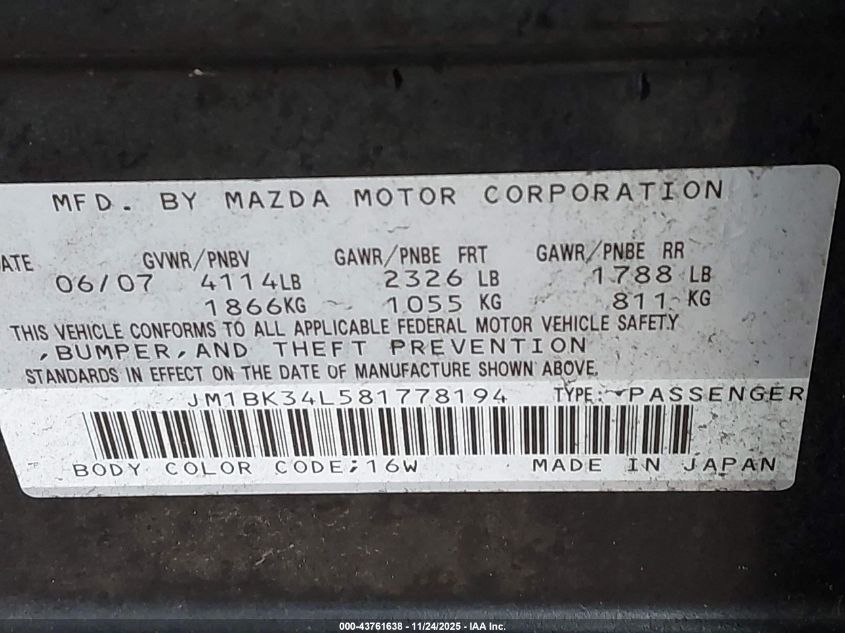 MFD. BY MAZDA MOTOR CORPORATION
ATE GVWR/PNBV GAWR/PNBE FRT GAWR/PNBE RR
06/07 4114LB 2326 LB 1788 LB
1866KG 1055 KG 811 KG
THIS VEHICLE CONFORMS TO ALL APPLICABLE FEDERAL MOTOR VEHICLE SAFETY
,BUMPER,AND THEFT PREVENTION
STANDARDS IN EFFECT ON THE DATE OF MANUFACTURE SHOWN ABOVE.
JM1BK34L581778194 TYPE: PASSENGER
BODY COLOR CODE;16W MADE IN JAPAN
000-43761638 - 11/24/2025 - IAA Inc.